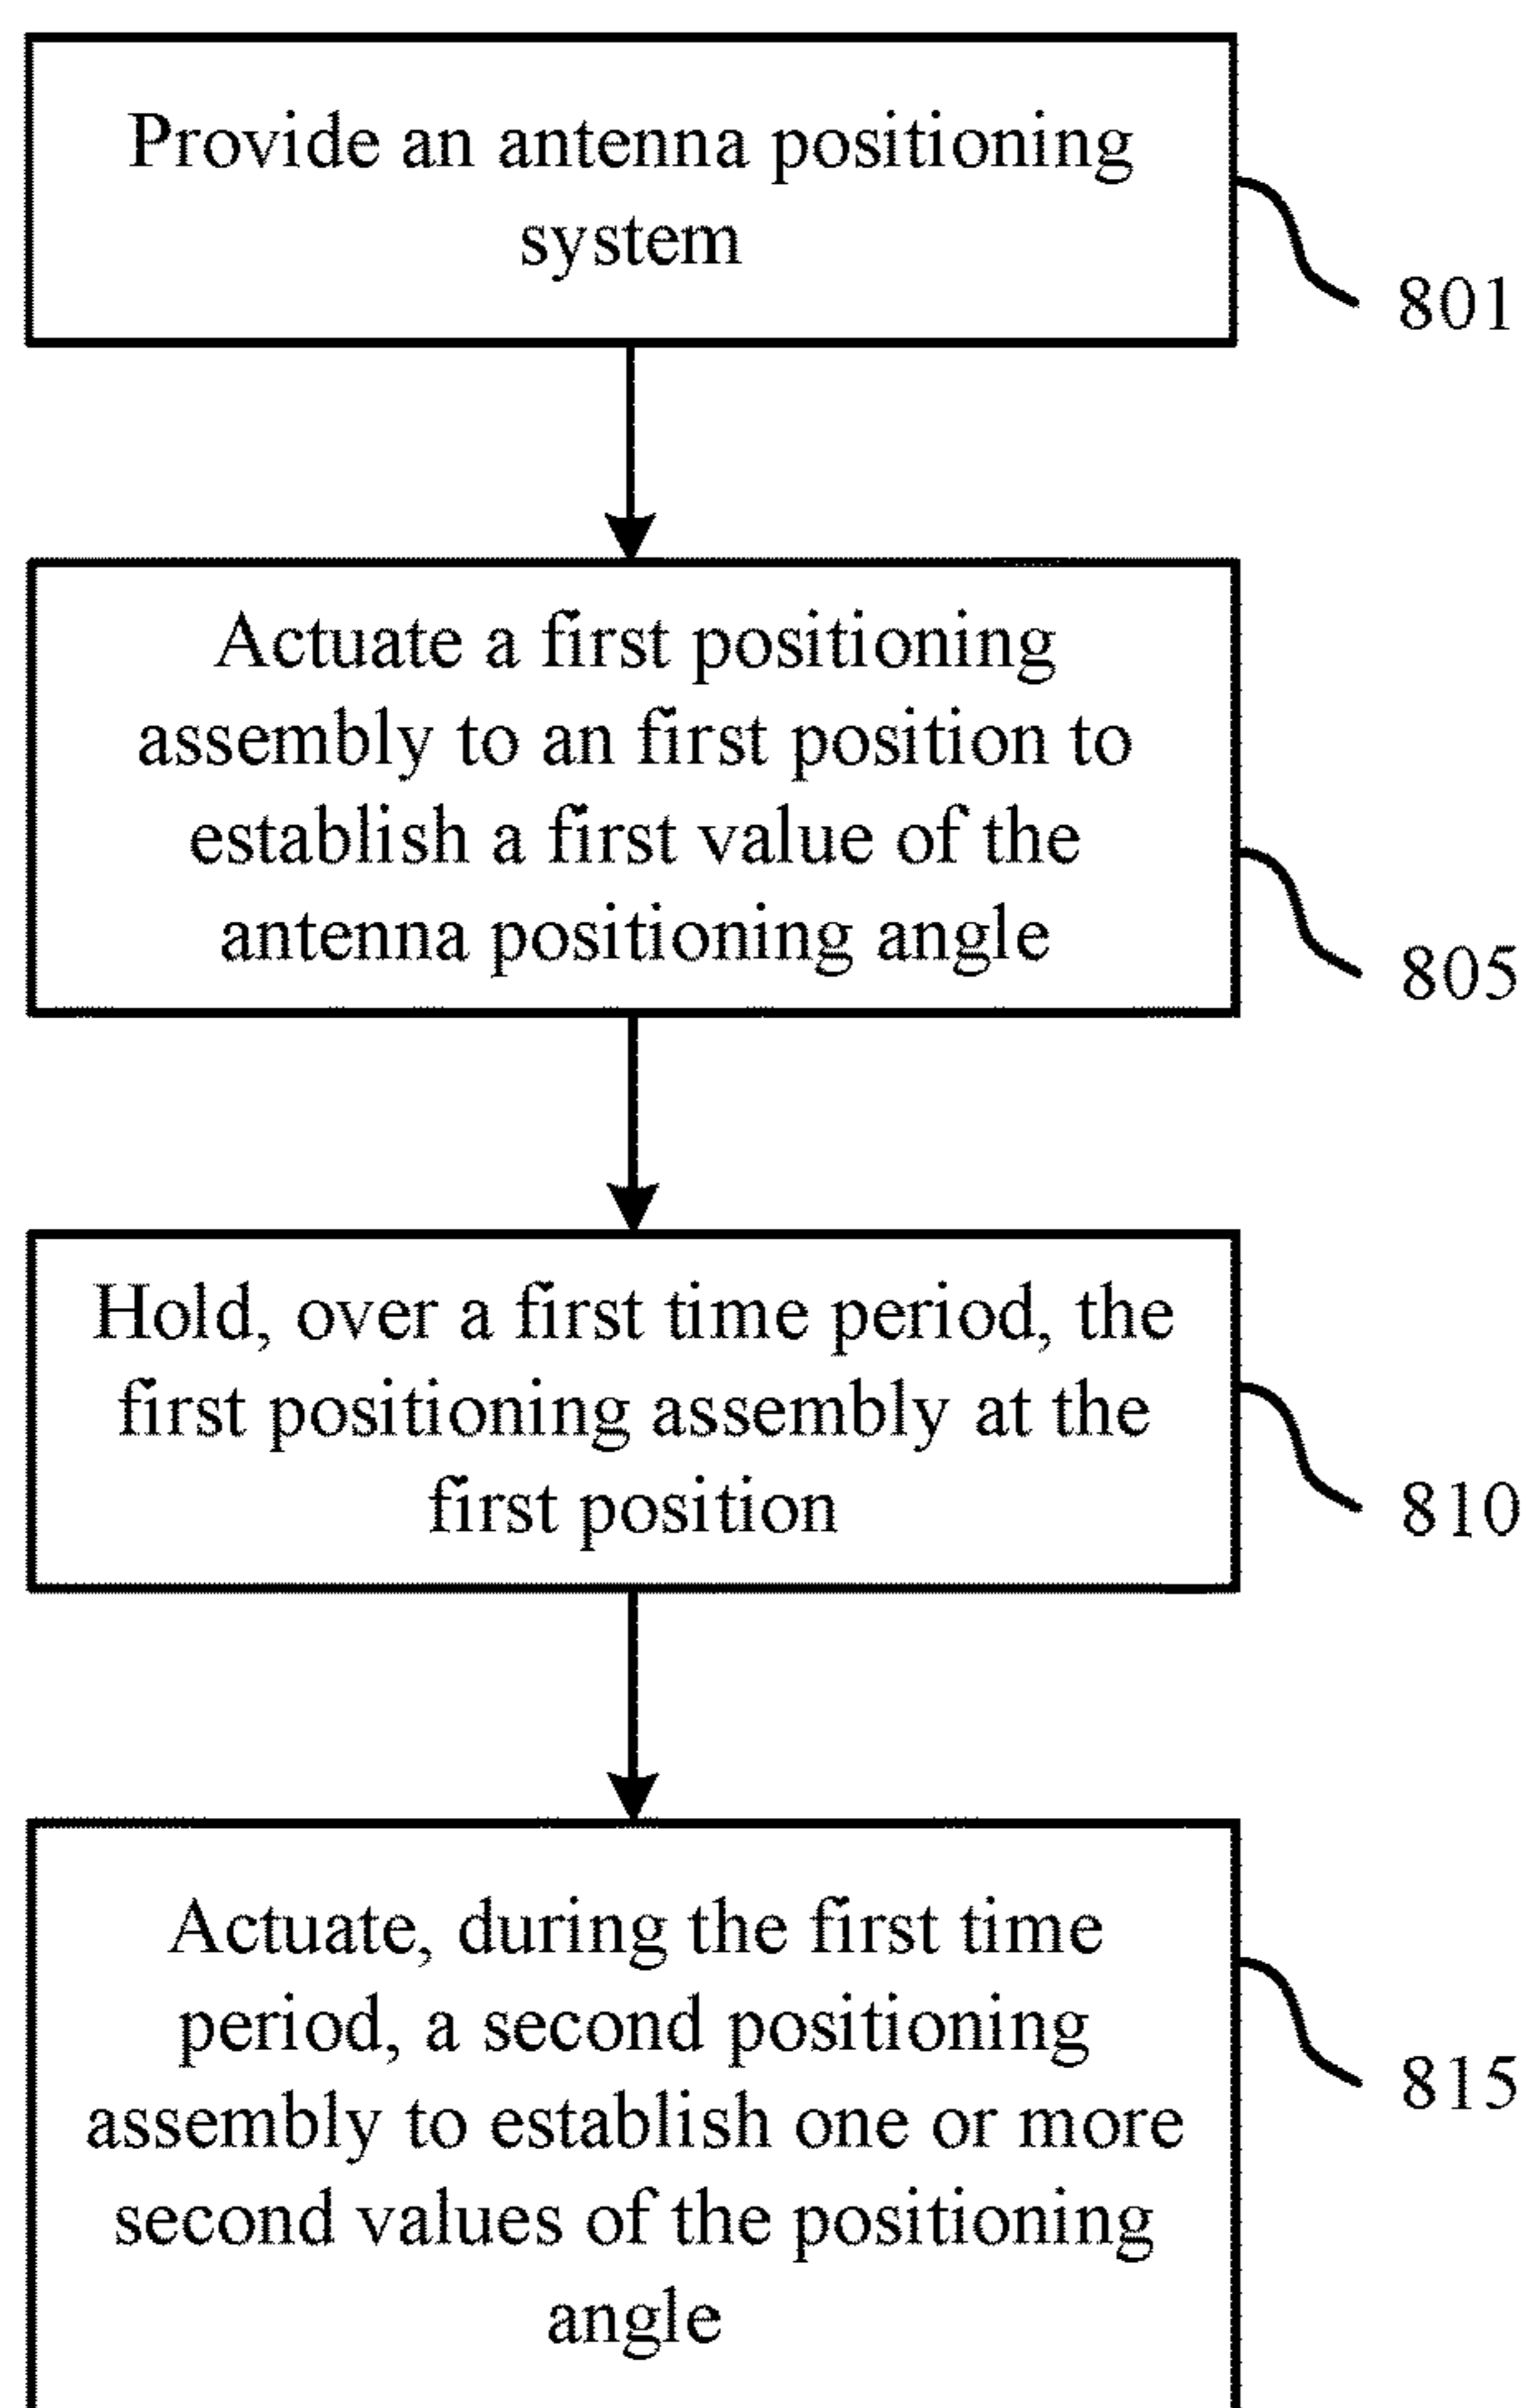 Provide an antenna positioning
system
801
Actuate a first positioning
assembly to an first position to
establish a first value of the
antenna positioning angle
805
Hold, over a first time period, the
first positioning assembly at the
first position
810
Actuate, during the first time
period, a second positioning
assembly to establish one or more
second values of the positioning
angle
815